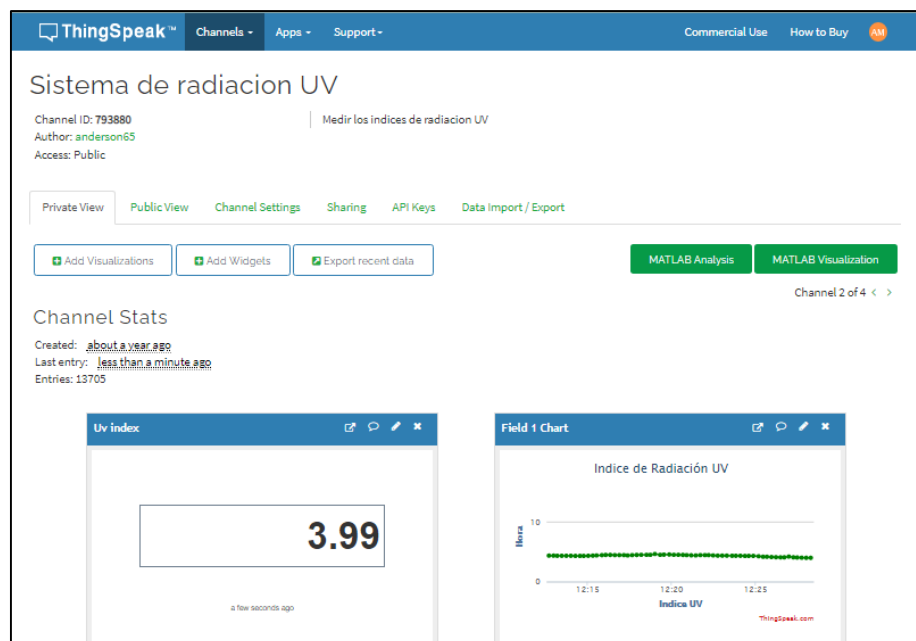 ThingSpeak™ Channels Apps Support Commercial Use How to Buy AM
Sistema de radiacion UV
Channel ID: 793880
Medir los indices de radiacion UV
Author: anderson65
Access: Public
Private View Public View Channel Settings Sharing API Keys Data Import / Export
Add Visualizations Add Widgets Export recent data MATLAB Analysis MATLAB Visualization
Channel 2 of 4 < >
Channel Stats
Created: about a year ago
Last entry: less than a minute ago
Entries: 13705
Uv index
3.99
a few seconds ago
Field 1 Chart
Indice de Radiación UV
Hora
10
0
12:15 12:20 12:25
Indica UV
ThingSpeak.com